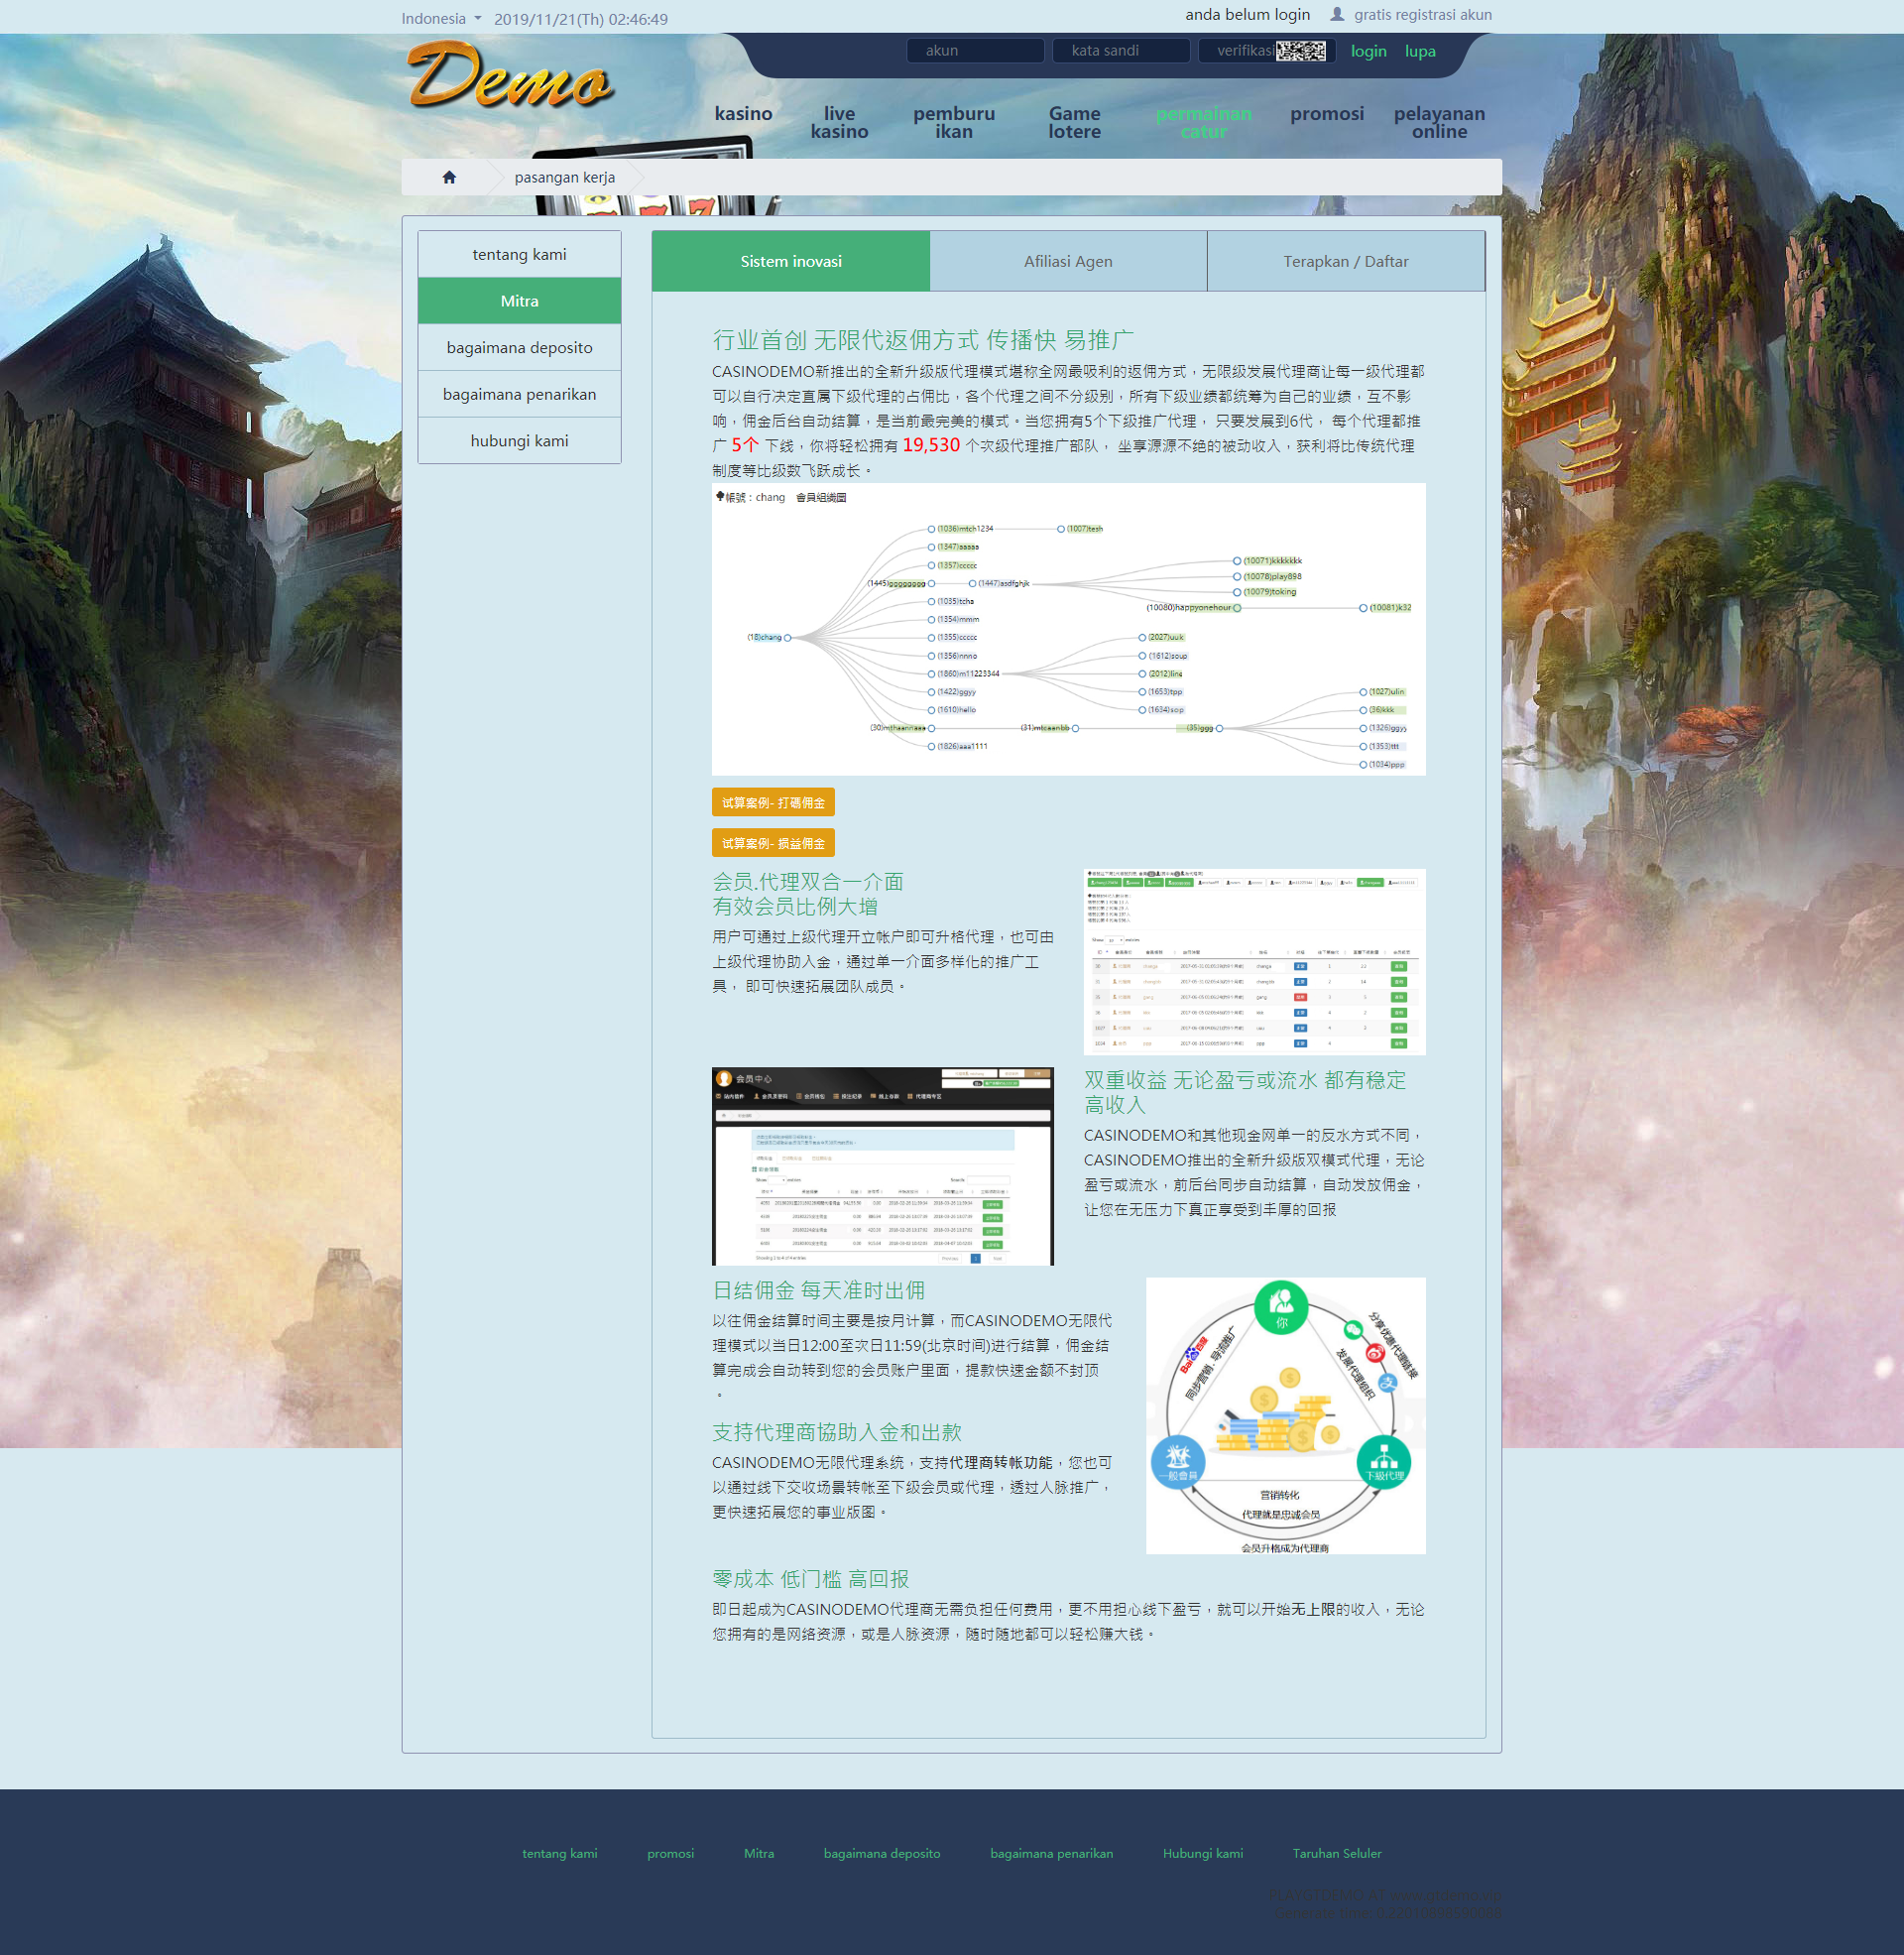 Indonesia
2019/11/21(Th) 02:46:49
anda belum login
gratis registrasi akun
Demo
akun
kata sandi
verifikasi
login
lupa
kasino
live
kasino
pemburu
ikan
Game
lotere
permainan
catur
promosi
pelayanan
online
pasangan kerja
tentang kami
Mitra
bagaimana deposito
bagaimana penarikan
hubungi kami
Sistem inovasi
Afiliasi Agen
Terapkan / Daftar
行业首创 无限代返佣方式 传播快 易推广
CASINODEMO新推出的全新升级版代理模式堪称全网最吸利的返佣方式，无限级发展代理商让每一级代理都
可以自行决定直属下级代理的占佣比，各个代理之间不分级别，所有下级业绩都统筹为自己的业绩，互不影
响，佣金后台自动结算，是当前最完美的模式。当您拥有5个下级推广代理， 只要发展到6代， 每个代理都推
广 5个 下线，你将轻松拥有 19,530 个次级代理推广部队， 坐享源源不绝的被动收入，获利将比传统代理
制度等比级数飞跃成长。
帳號：chang 會員組織圖
(1036)mtch1234
(1007)tesh
(1347)aaaaa
(1357)ccccc
(10071)kkkkkkk
(10078)play898
(1445)gggggggg
(1447)asdfghjk
(10079)toking
(1035)tcha
(10080)happyonehour
(10081)k32
(1354)mmm
(18)chang
(1355)ccccc
(2027)uuk
(1356)nnno
(1612)soup
(1860)m11223344
(2012)line
(1422)ggyy
(1653)tpp
(1027)ulin
(1610)hello
(1634)sop
(36)kkk
(30)mthaannaaa
(31)mtcaanbb
(35)ggg
(1326)ggyy
(1826)aaa1111
(1353)ttt
(1034)ppp
试算案例- 打碼佣金
试算案例- 损益佣金
会员.代理双合一介面
有效会员比例大增
用户可通过上级代理开立帐户即可升格代理，也可由
上级代理协助入金，通过单一介面多样化的推广工
具， 即可快速拓展团队成员。
会员中心
双重收益 无论盈亏或流水 都有稳定
高收入
CASINODEMO和其他现金网单一的反水方式不同，
CASINODEMO推出的全新升级版双模式代理，无论
盈亏或流水，前后台同步自动结算，自动发放佣金，
让您在无压力下真正享受到丰厚的回报
日结佣金 每天准时出佣
以往佣金结算时间主要是按月计算，而CASINODEMO无限代
理模式以当日12:00至次日11:59(北京时间)进行结算，佣金结
算完成会自动转到您的会员账户里面，提款快速金额不封顶
。
支持代理商協助入金和出款
CASINODEMO无限代理系统，支持代理商转帐功能，您也可
以通过线下交收场景转帐至下级会员或代理，透过人脉推广，
更快速拓展您的事业版图。
你
Bai百度
同步营销、导流推广
分享优惠代理链接
发展代理组织
支
一般會員
下級代理
营销转化
代理就是忠诚会员
会员升格成为代理商
零成本 低门槛 高回报
即日起成为CASINODEMO代理商无需负担任何费用，更不用担心线下盈亏，就可以开始无上限的收入，无论
您拥有的是网络资源，或是人脉资源，随时随地都可以轻松赚大钱。
tentang kami
promosi
Mitra
bagaimana deposito
bagaimana penarikan
Hubungi kami
Taruhan Seluler